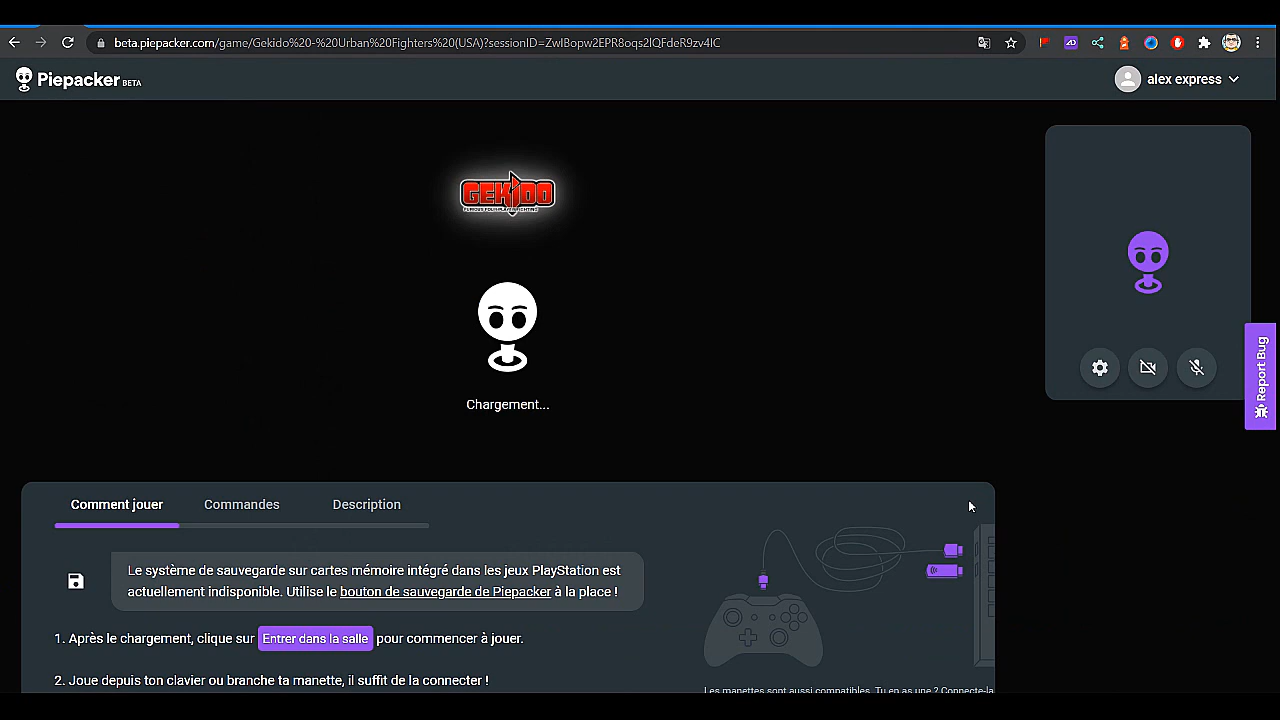 beta.piepacker.com/game/Gekido%20-%20Urban%20Fighters%20(USA)?sessionID=ZwIBopw2EPR8oqs2lQFdeR9zv4IC
Piepacker BETA
alex express
GEKIDO
Report Bug
Chargement...
Comment jouer
Commandes
Description
Le système de sauvegarde sur cartes mémoire intégré dans les jeux PlayStation est
actuellement indisponible. Utilise le bouton de sauvegarde de Piepacker à la place !
1. Après le chargement, clique sur Entrer dans la salle pour commencer à jouer.
2. Joue depuis ton clavier ou branche ta manette, il suffit de la connecter !
Les manettes sont aussi compatibles. Tu en as une ? Connecte-la